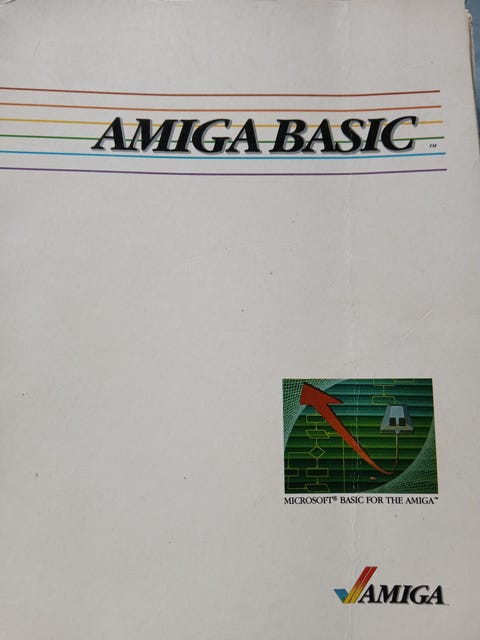 AMIGA BASIC ™
MICROSOFT® BASIC FOR THE AMIGA™
AMIGA